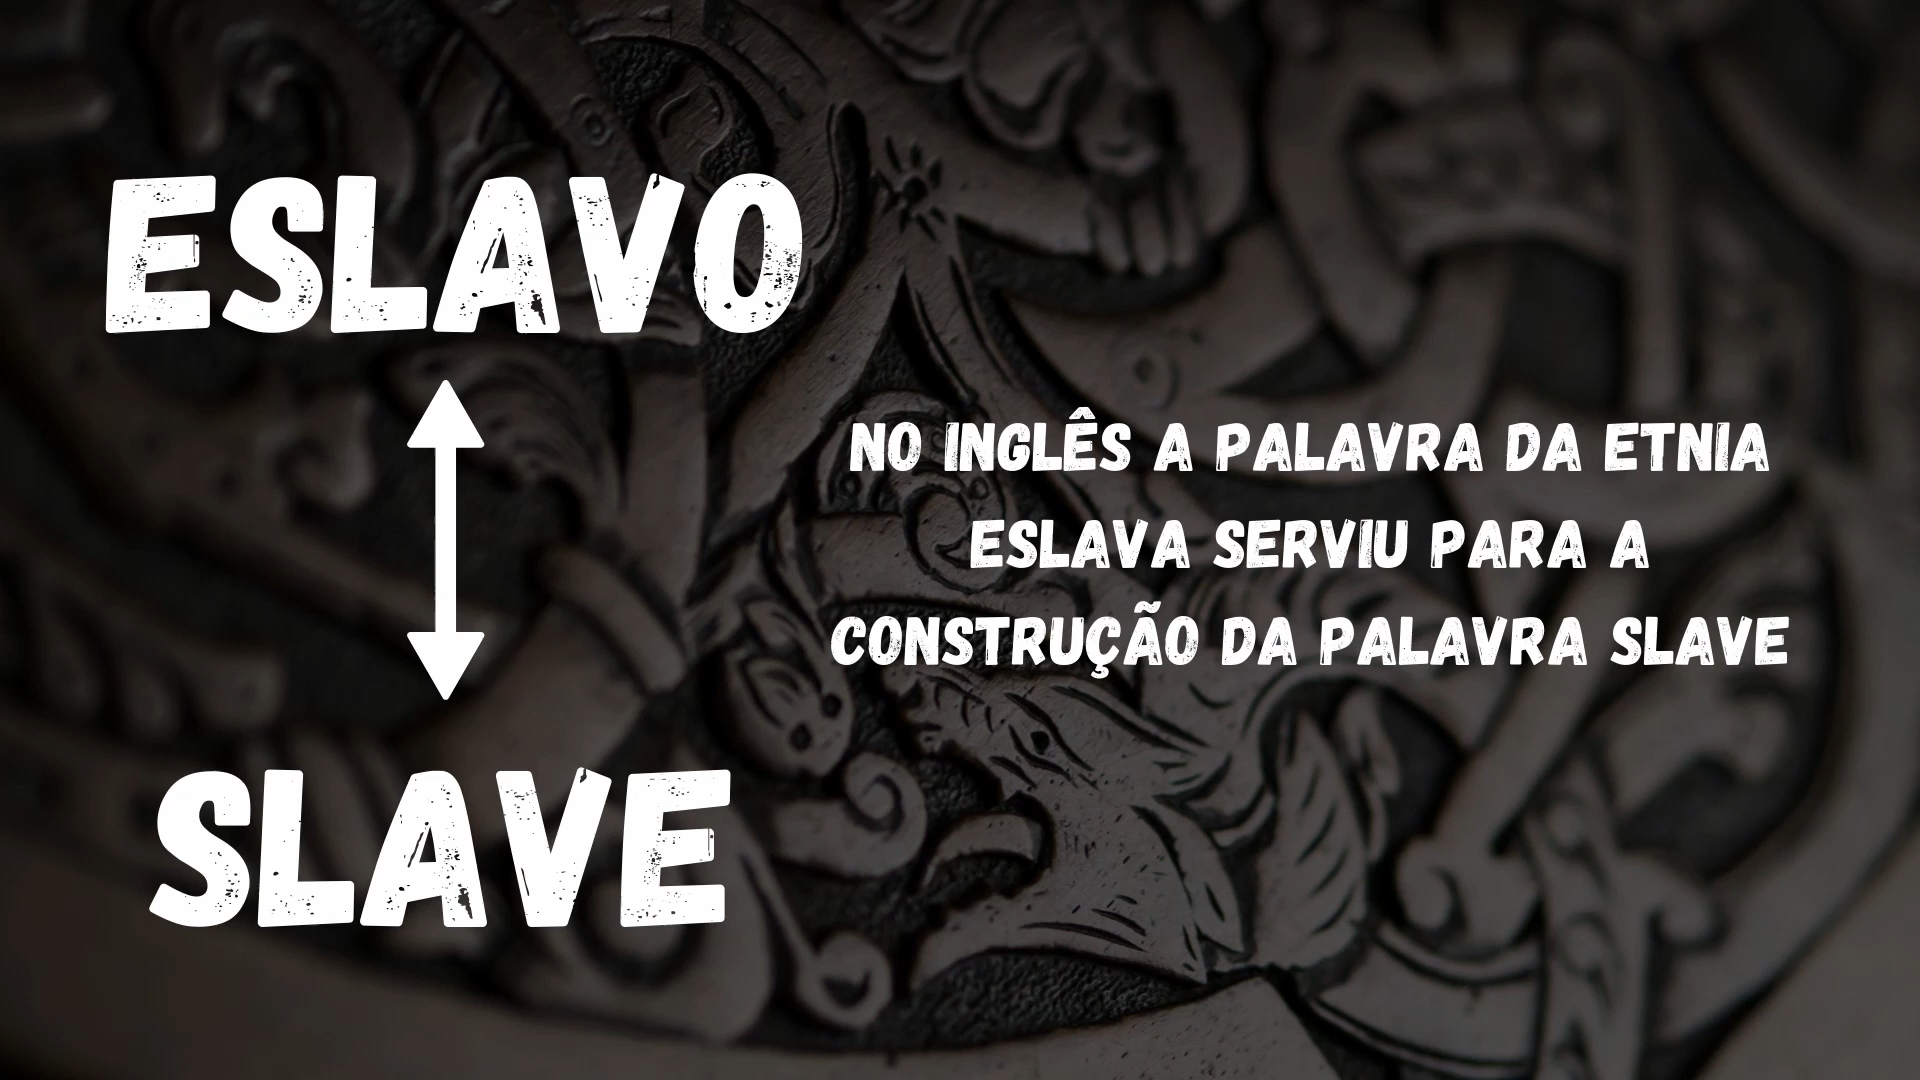 ESLAVO
NO INGLÊS A PALAVRA DA ETNIA
ESLAVA SERVIU PARA A
CONSTRUÇÃO DA PALAVRA SLAVE
SLAVE